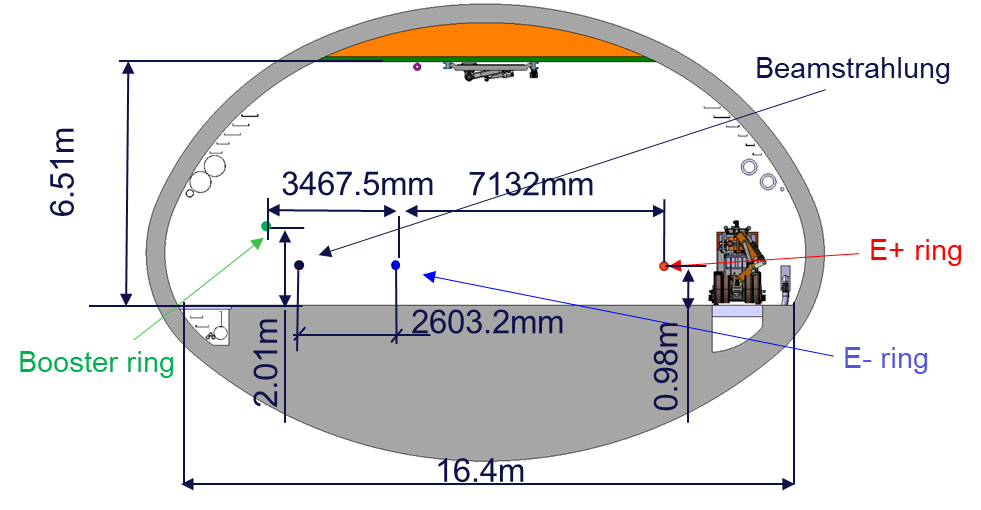 Beamstrahlung
6.51m
3467.5mm
7132mm
E+ ring
2603.2mm
Booster ring
2.01m
0.98m
E- ring
16.4m